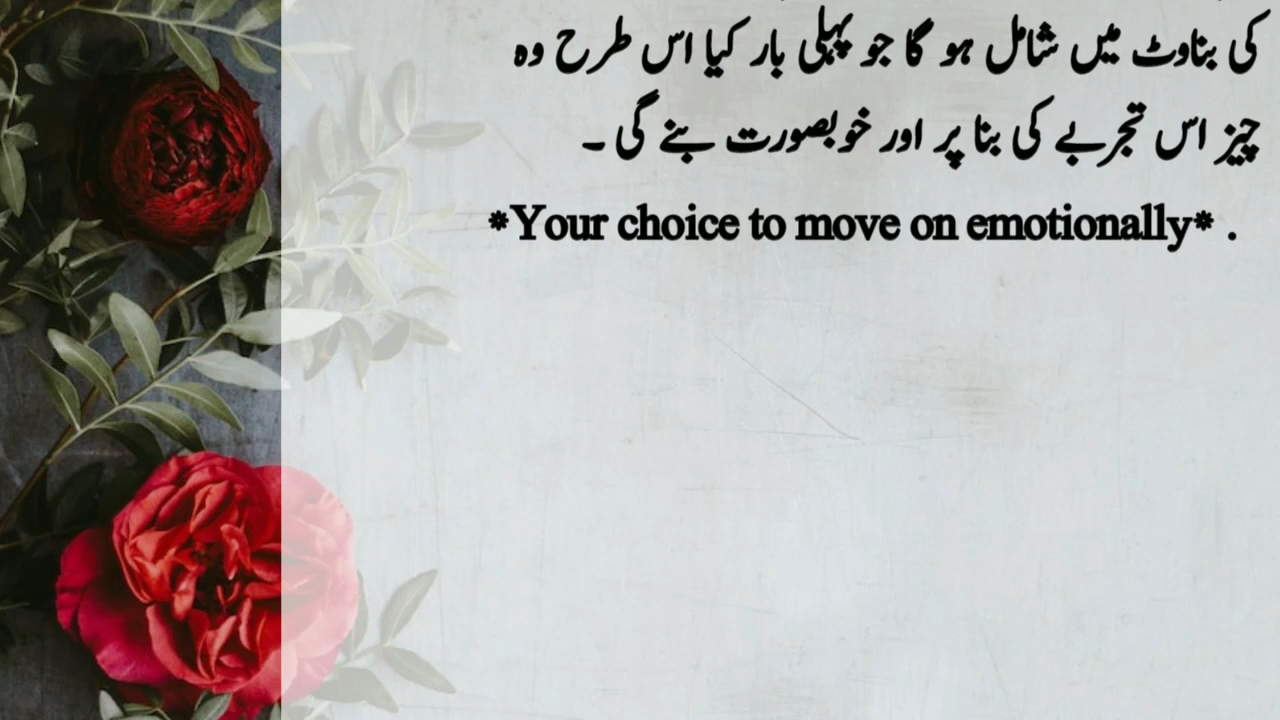 کی بناوٹ میں شامل ہو گا جو پہلی بار کیا اس طرح وہ
چیز اس تجربے کی بنا پر اور خوبصورت بنے گی ۔
*Your choice to move on emotionally* .